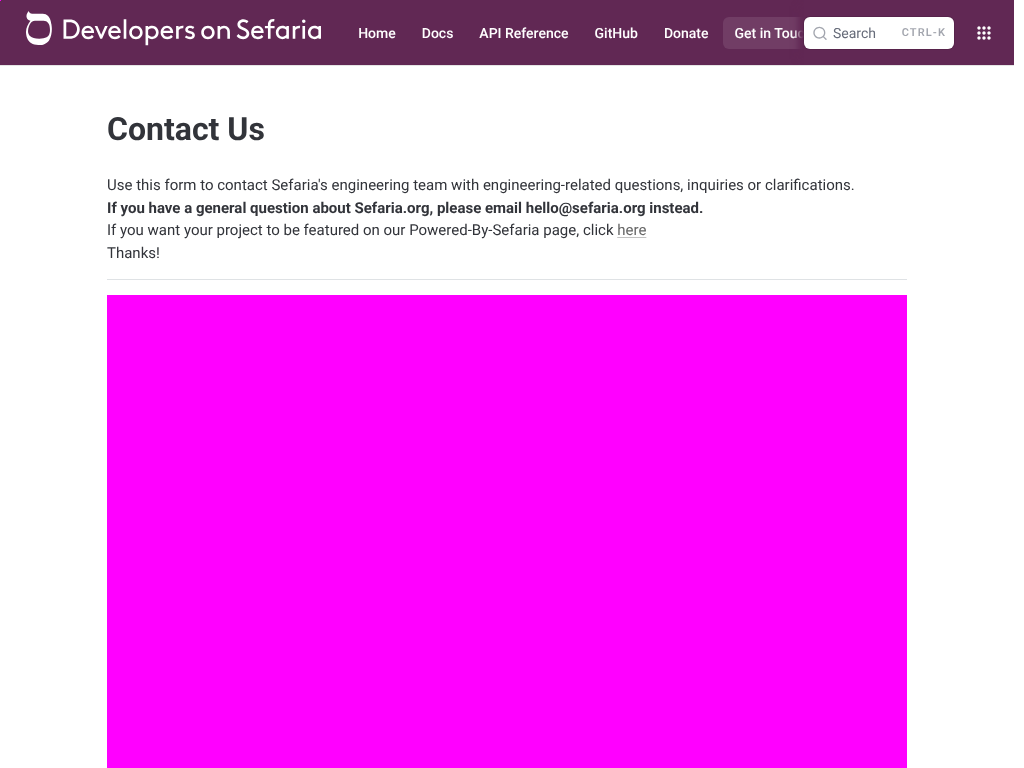 Developers on Sefaria
Home
Docs
API Reference
GitHub
Donate
Get in Touc
Search
CTRL-K
Contact Us
Use this form to contact Sefaria's engineering team with engineering-related questions, inquiries or clarifications.
If you have a general question about Sefaria.org, please email hello@sefaria.org instead.
If you want your project to be featured on our Powered-By-Sefaria page, click here
Thanks!